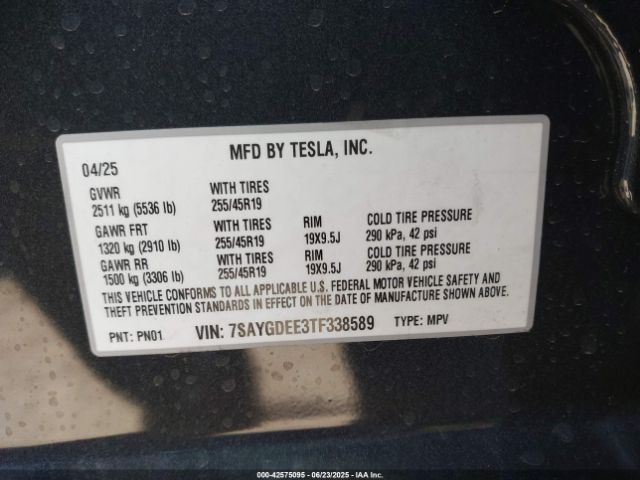 MFD BY TESLA, INC.
04/25
GVWR WITH TIRES
2511 kg (5536 lb) 255/45R19
GAWR FRT WITH TIRES RIM COLD TIRE PRESSURE
1320 kg (2910 lb) 255/45R19 19X9.5J 290 kPa, 42 psi
GAWR RR WITH TIRES RIM COLD TIRE PRESSURE
1500 kg (3306 lb) 255/45R19 19X9.5J 290 kPa, 42 psi
THIS VEHICLE CONFORMS TO ALL APPLICABLE U.S. FEDERAL MOTOR VEHICLE SAFETY AND
THEFT PREVENTION STANDARDS IN EFFECT ON THE DATE OF MANUFACTURE SHOWN ABOVE.
PNT: PN01 VIN: 7SAYGDEE3TF338589 TYPE: MPV
000-42575095 - 06/23/2025 - IAA Inc.